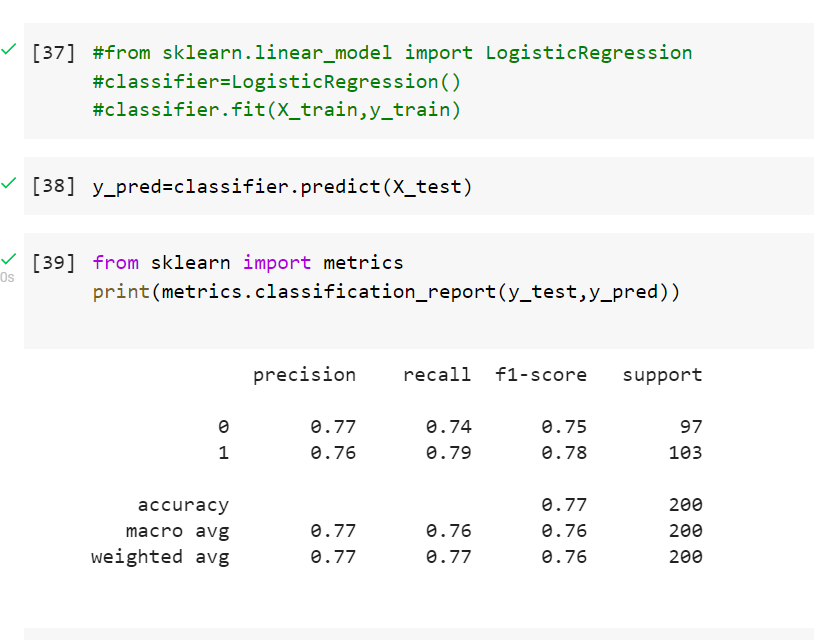 [37] #from sklearn.linear_model import LogisticRegression
#classifier=LogisticRegression()
#classifier.fit(X_train,y_train)
[38] y_pred=classifier.predict(X_test)
[39] from sklearn import metrics
0s print(metrics.classification_report(y_test,y_pred))
precision recall f1-score support
0 0.77 0.74 0.75 97
1 0.76 0.79 0.78 103
accuracy 0.77 200
macro avg 0.77 0.76 0.76 200
weighted avg 0.77 0.77 0.76 200